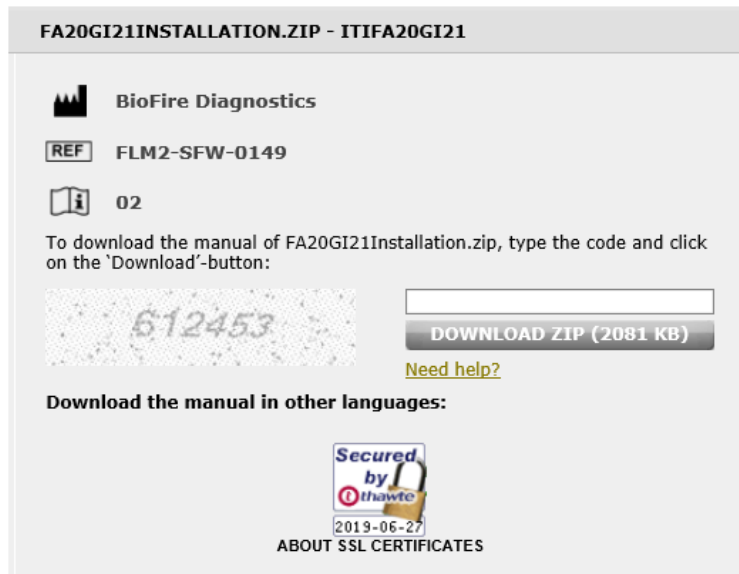 FA20GI21INSTALLATION.ZIP - ITIFA20GI21
BioFire Diagnostics
REF FLM2-SFW-0149
i 02
To download the manual of FA20GI21Installation.zip, type the code and click
on the `Download´-button:
612453
DOWNLOAD ZIP (2081 KB)
Need help?
Download the manual in other languages:
Secured
by
thawte
2019-06-27
ABOUT SSL CERTIFICATES